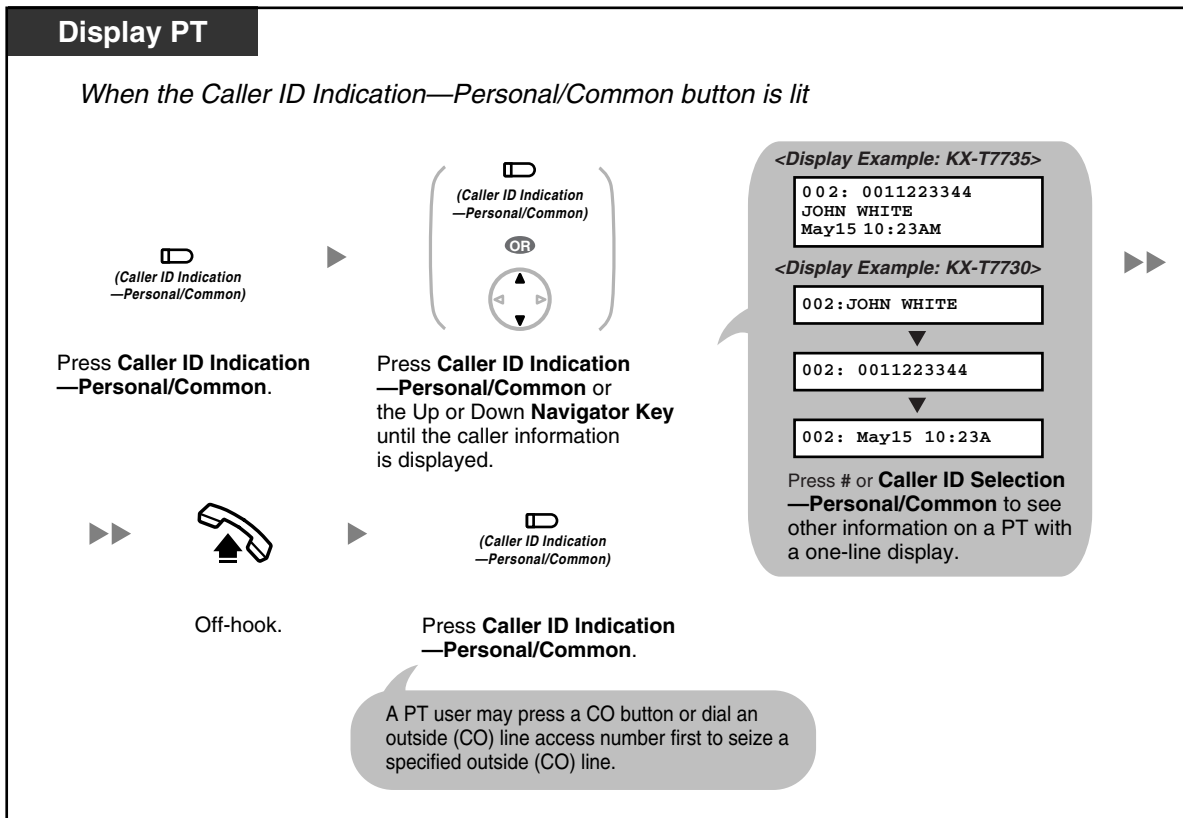 Display PT
When the Caller ID Indication—Personal/Common button is lit
(Caller ID Indication
—Personal/Common)
Press Caller ID Indication
—Personal/Common.
(Caller ID Indication
—Personal/Common)
OR
Press Caller ID Indication
—Personal/Common or
the Up or Down Navigator Key
until the caller information
is displayed.
<Display Example: KX-T7735>
002: 0011223344
JOHN WHITE
May15 10:23AM
<Display Example: KX-T7730>
002:JOHN WHITE
002: 0011223344
002: May15 10:23A
Press # or Caller ID Selection
—Personal/Common to see
other information on a PT with
a one-line display.
Off-hook.
(Caller ID Indication
—Personal/Common)
Press Caller ID Indication
—Personal/Common.
A PT user may press a CO button or dial an
outside (CO) line access number first to seize a
specified outside (CO) line.